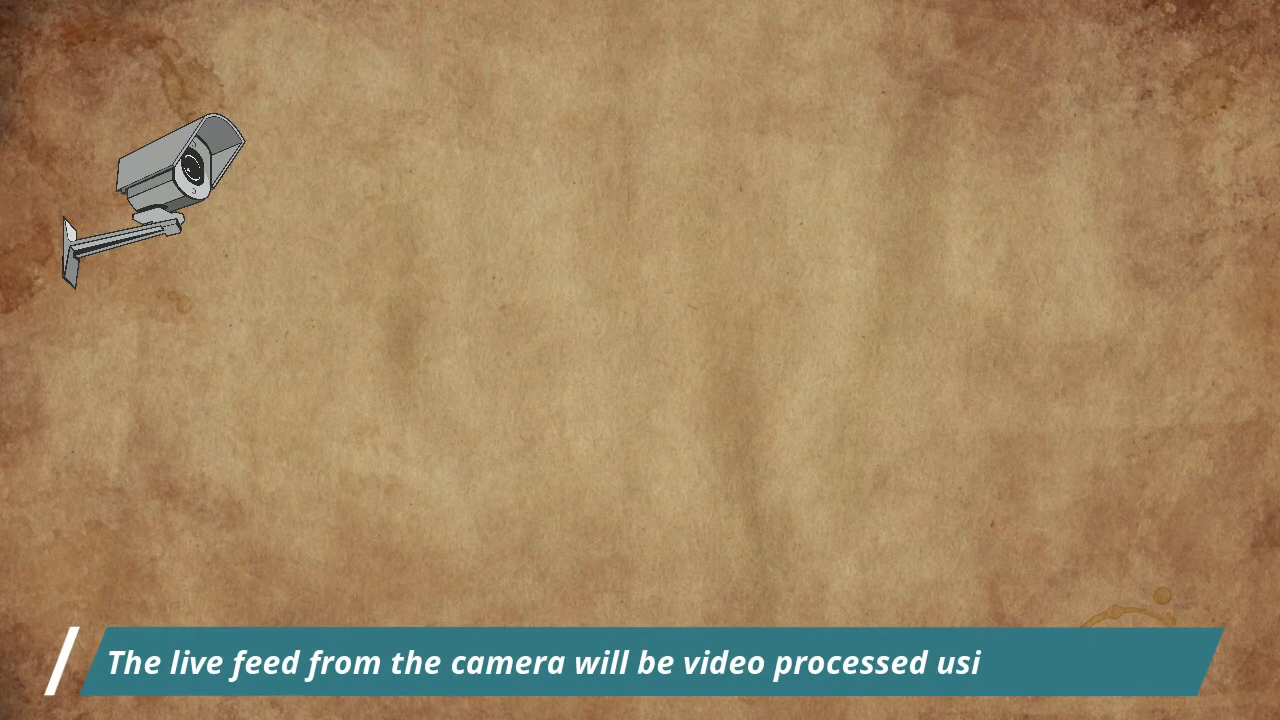 The live feed from the camera will be video processed usi